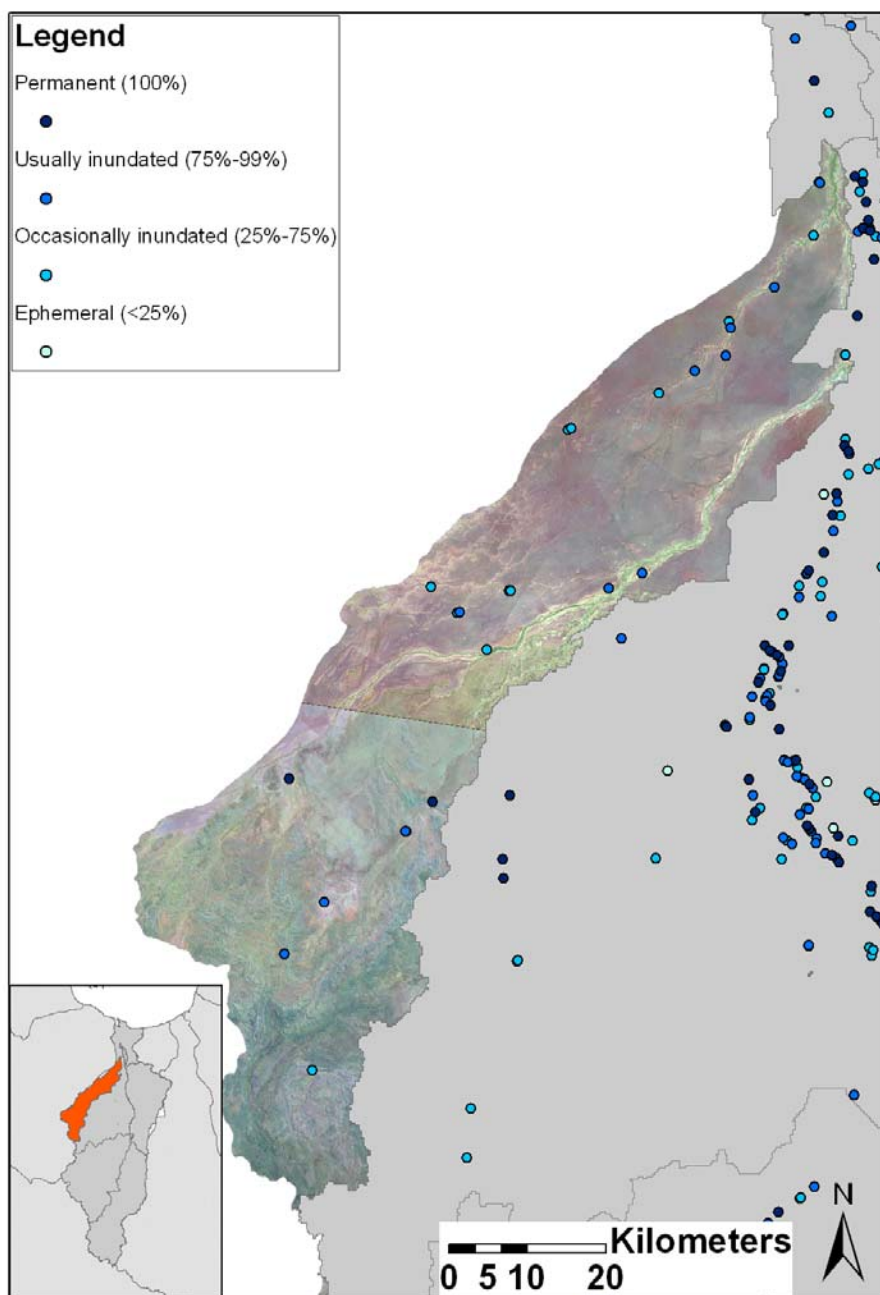 Legend
Permanent (100%)
Usually inundated (75%-99%)
Occasionally inundated (25%-75%)
Ephemeral (<25%)
N
Kilometers
0 5 10 20